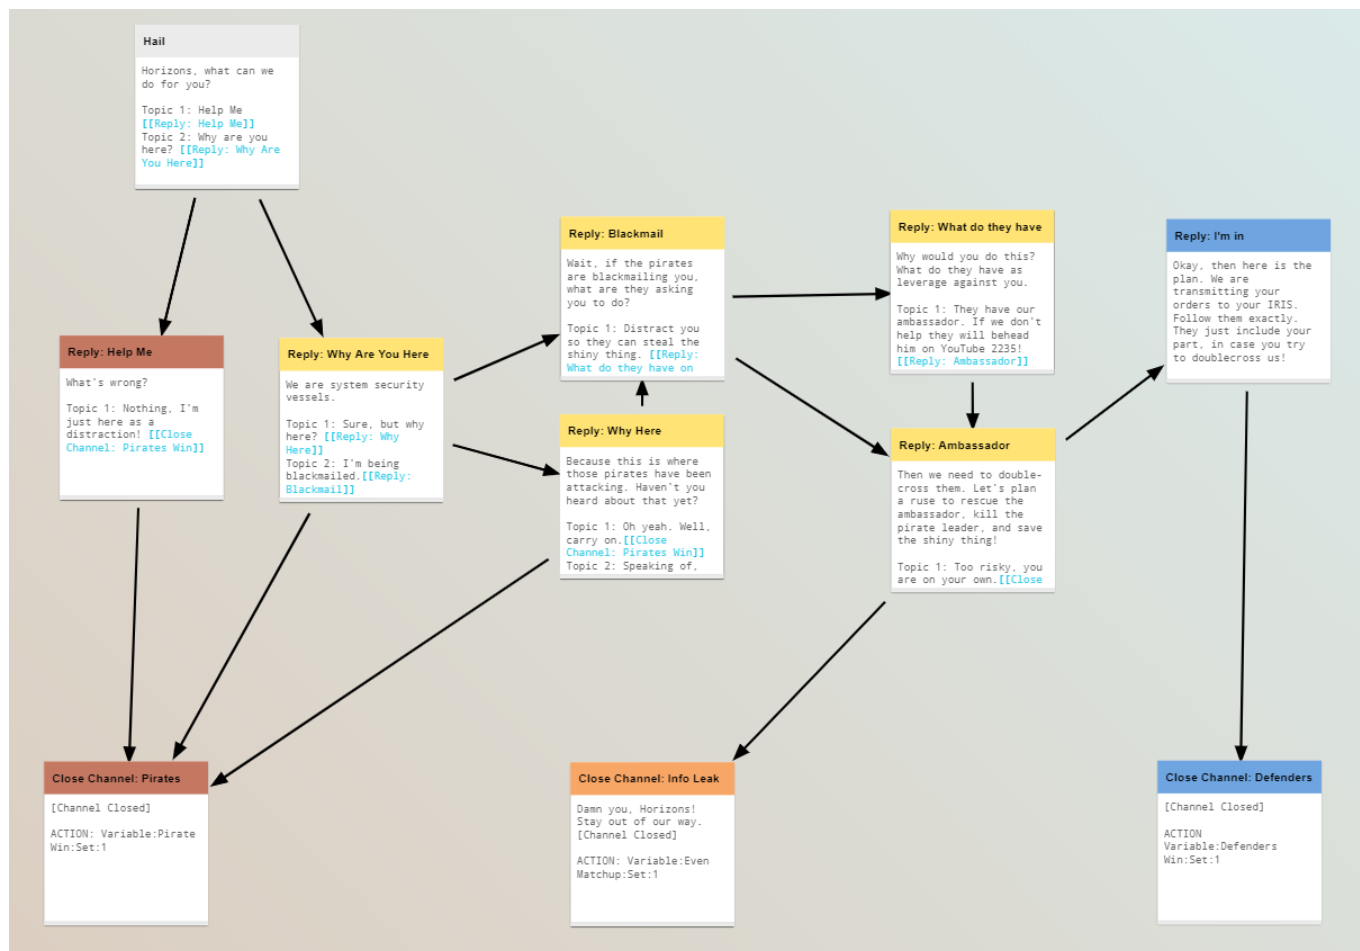 Hail
Horizons, what can we
do for you?
Topic 1: Help Me
[[Reply: Help Me]]
Topic 2: Why are you
here? [[Reply: Why Are
You Here]]
Reply: Help Me
What's wrong?
Topic 1: Nothing, I'm
just here as a
distraction! [[Close
Channel: Pirates Win]]
Reply: Why Are You Here
We are system security
vessels.
Topic 1: Sure, but why
here? [[Reply: Why
Here]]
Topic 2: I'm being
blackmailed.[[Reply:
Blackmail]]
Reply: Blackmail
Wait, if the pirates
are blackmailing you,
what are they asking
you to do?
Topic 1: Distract you
so they can steal the
shiny thing. [[Reply:
What do they have on
Reply: Why Here
Because this is where
those pirates have been
attacking. Haven't you
heard about that yet?
Topic 1: Oh yeah. Well,
carry on.[[Close
Channel: Pirates Win]]
Topic 2: Speaking of,
Reply: What do they have
Why would you do this?
What do they have as
leverage against you.
Topic 1: They have our
ambassador. If we don't
help they will behead
him on YouTube 2235!
[[Reply: Ambassador]]
Reply: Ambassador
Then we need to double-
cross them. Let's plan
a ruse to rescue the
ambassador, kill the
pirate leader, and save
the shiny thing!
Topic 1: Too risky, you
are on your own.[[Close
Reply: I'm in
Okay, then here is the
plan. We are
transmitting your
orders to your IRIS.
Follow them exactly.
They just include your
part, in case you try
to doublecross us!
Close Channel: Pirates
[Channel Closed]
ACTION: Variable:Pirate
Win:Set:1
Close Channel: Info Leak
Damn you, Horizons!
Stay out of our way.
[Channel Closed]
ACTION: Variable:Even
Matchup:Set:1
Close Channel: Defenders
[Channel Closed]
ACTION
Variable:Defenders
Win:Set:1